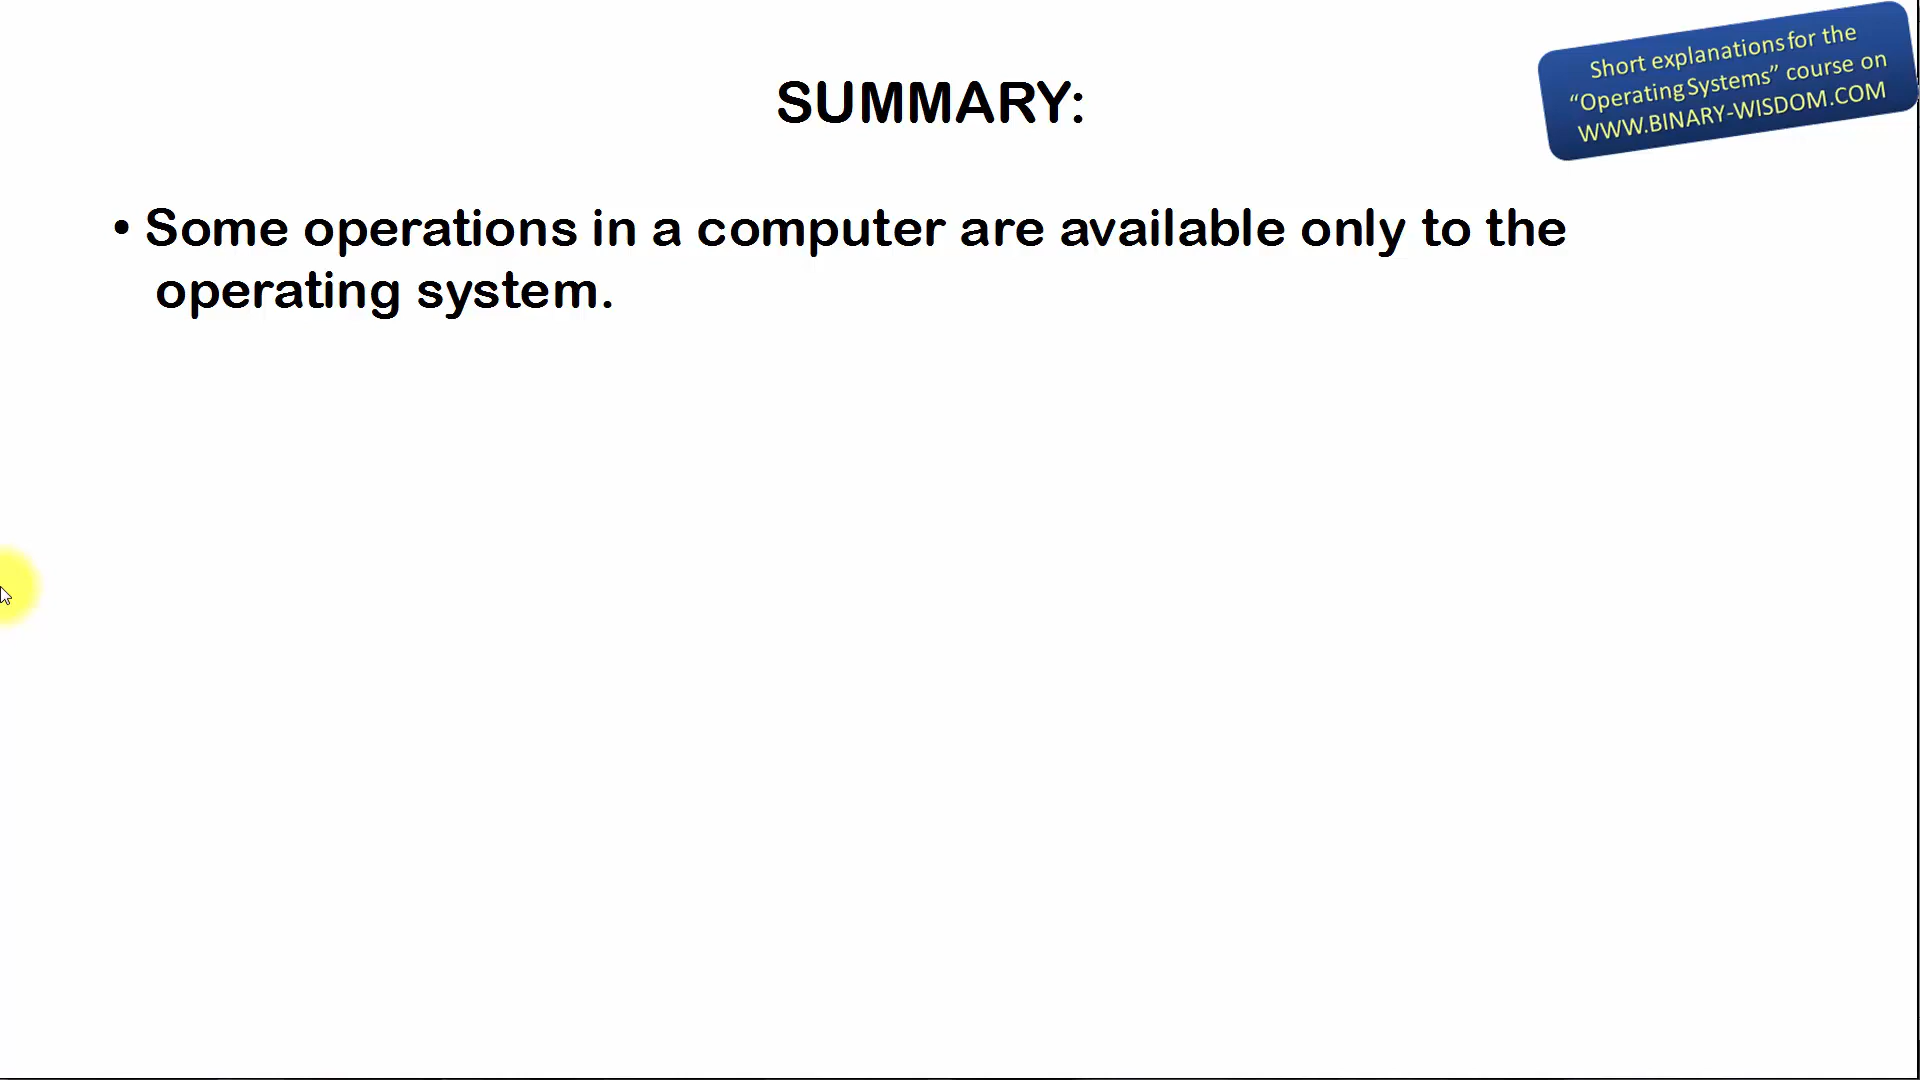 Short explanations for the
“Operating Systems” course on
WWW.BINARY-WISDOM.COM
SUMMARY:
• Some operations in a computer are available only to the
operating system.